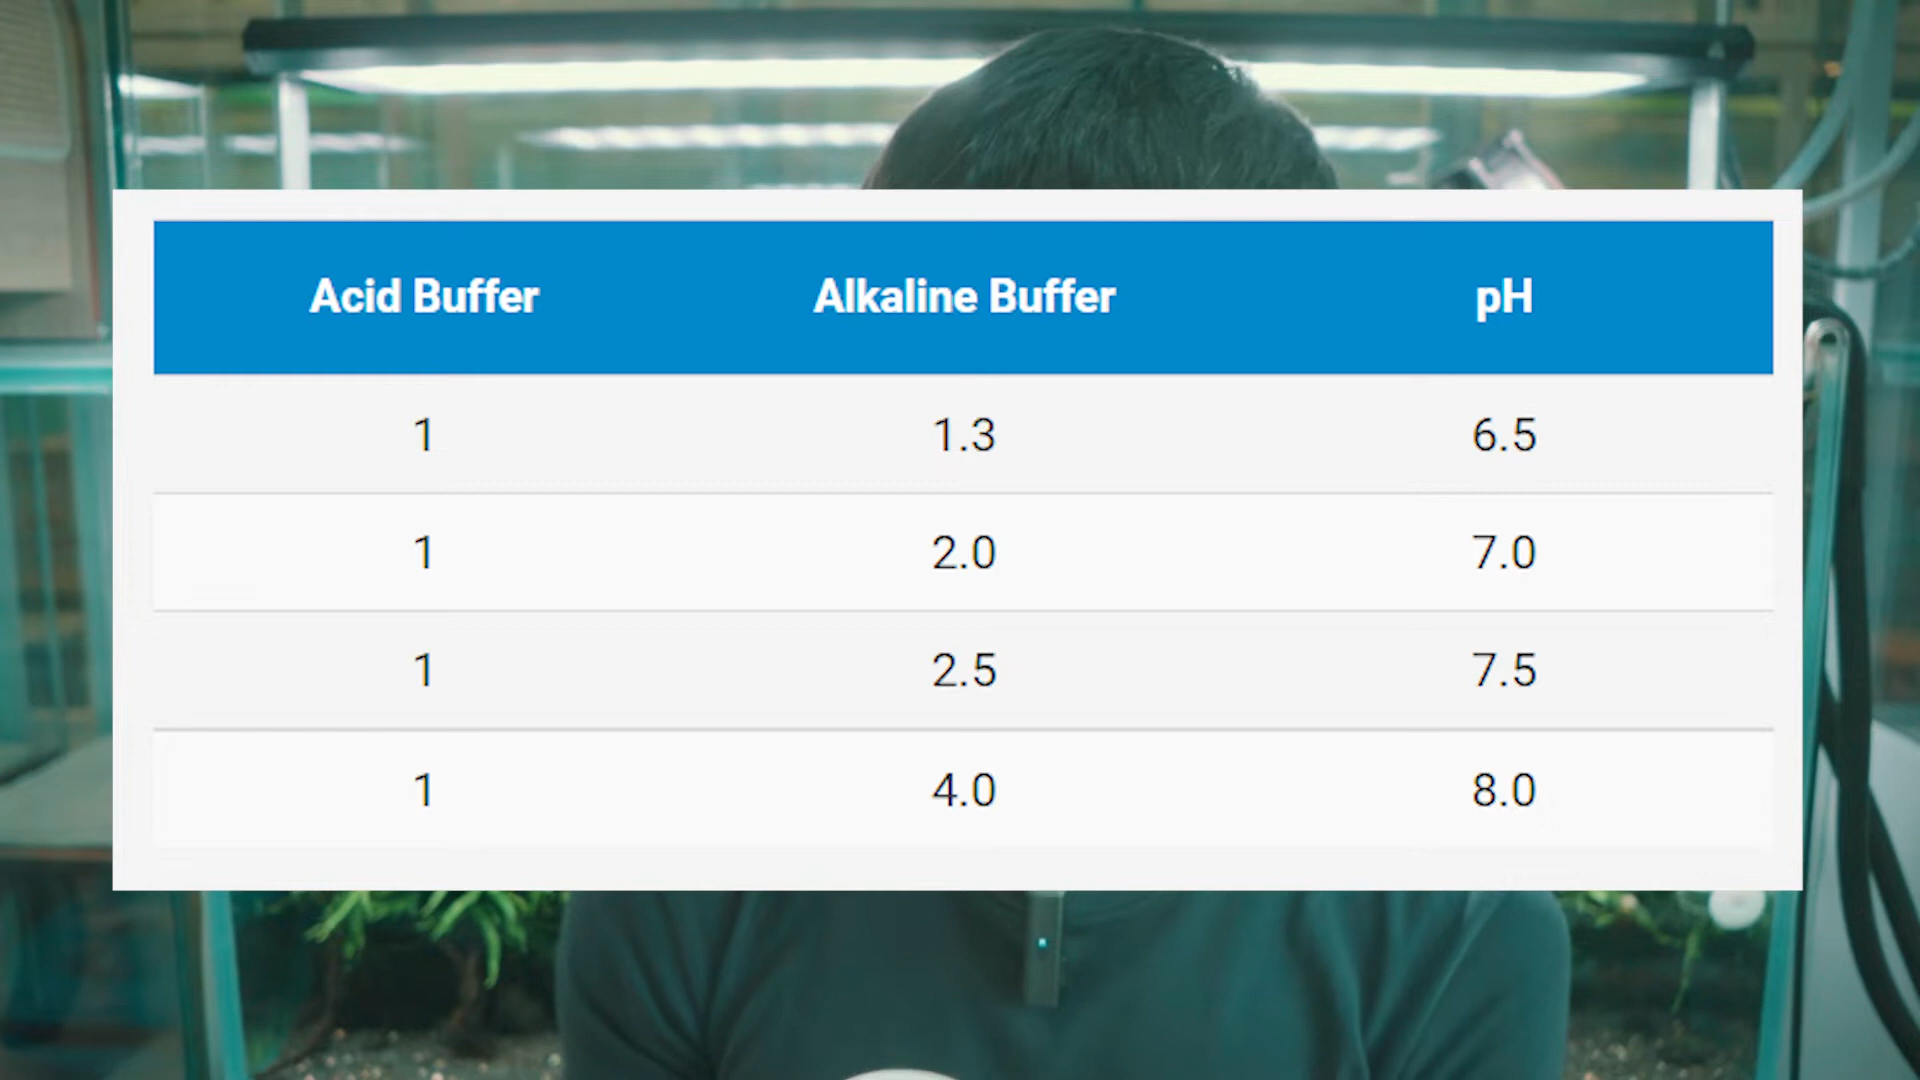 Acid Buffer Alkaline Buffer pH
1 1.3 6.5
1 2.0 7.0
1 2.5 7.5
1 4.0 8.0